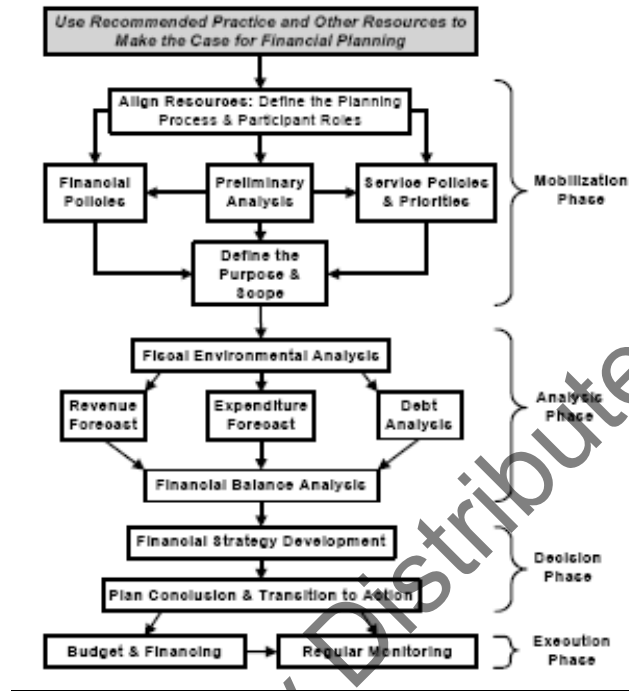 Use Recommended Practice and Other Resources to
Make the Case for Financial Planning
Align Resources: Define the Planning
Process & Participant Roles
Financial
Policies
Preliminary
Analysis
Service Policies
& Priorities
Mobilization
Phase
Define the
Purpose &
Scope
Fiscal Environmental Analysis
Revenue
Forecast
Expenditure
Forecast
Debt
Analysis
Analysis
Phase
Financial Balance Analysis
Financial Strategy Development
Decision
Phase
Plan Conclusion & Transition to Action
Budget & Financing
Regular Monitoring
Execution
Phase
Distribute